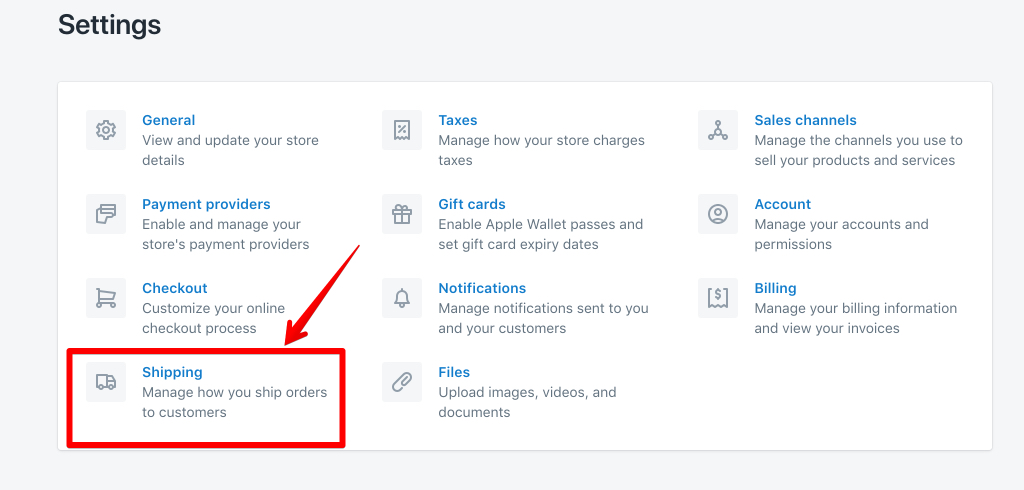 Settings
General
View and update your store
details
Taxes
Manage how your store charges
taxes
Sales channels
Manage the channels you use to
sell your products and services
Payment providers
Enable and manage your
store's payment providers
Gift cards
Enable Apple Wallet passes and
set gift card expiry dates
Account
Manage your accounts and
permissions
Checkout
Customize your online
checkout process
Notifications
Manage notifications sent to you
and your customers
Billing
Manage your billing information
and view your invoices
Shipping
Manage how you ship orders
to customers
Files
Upload images, videos, and
documents